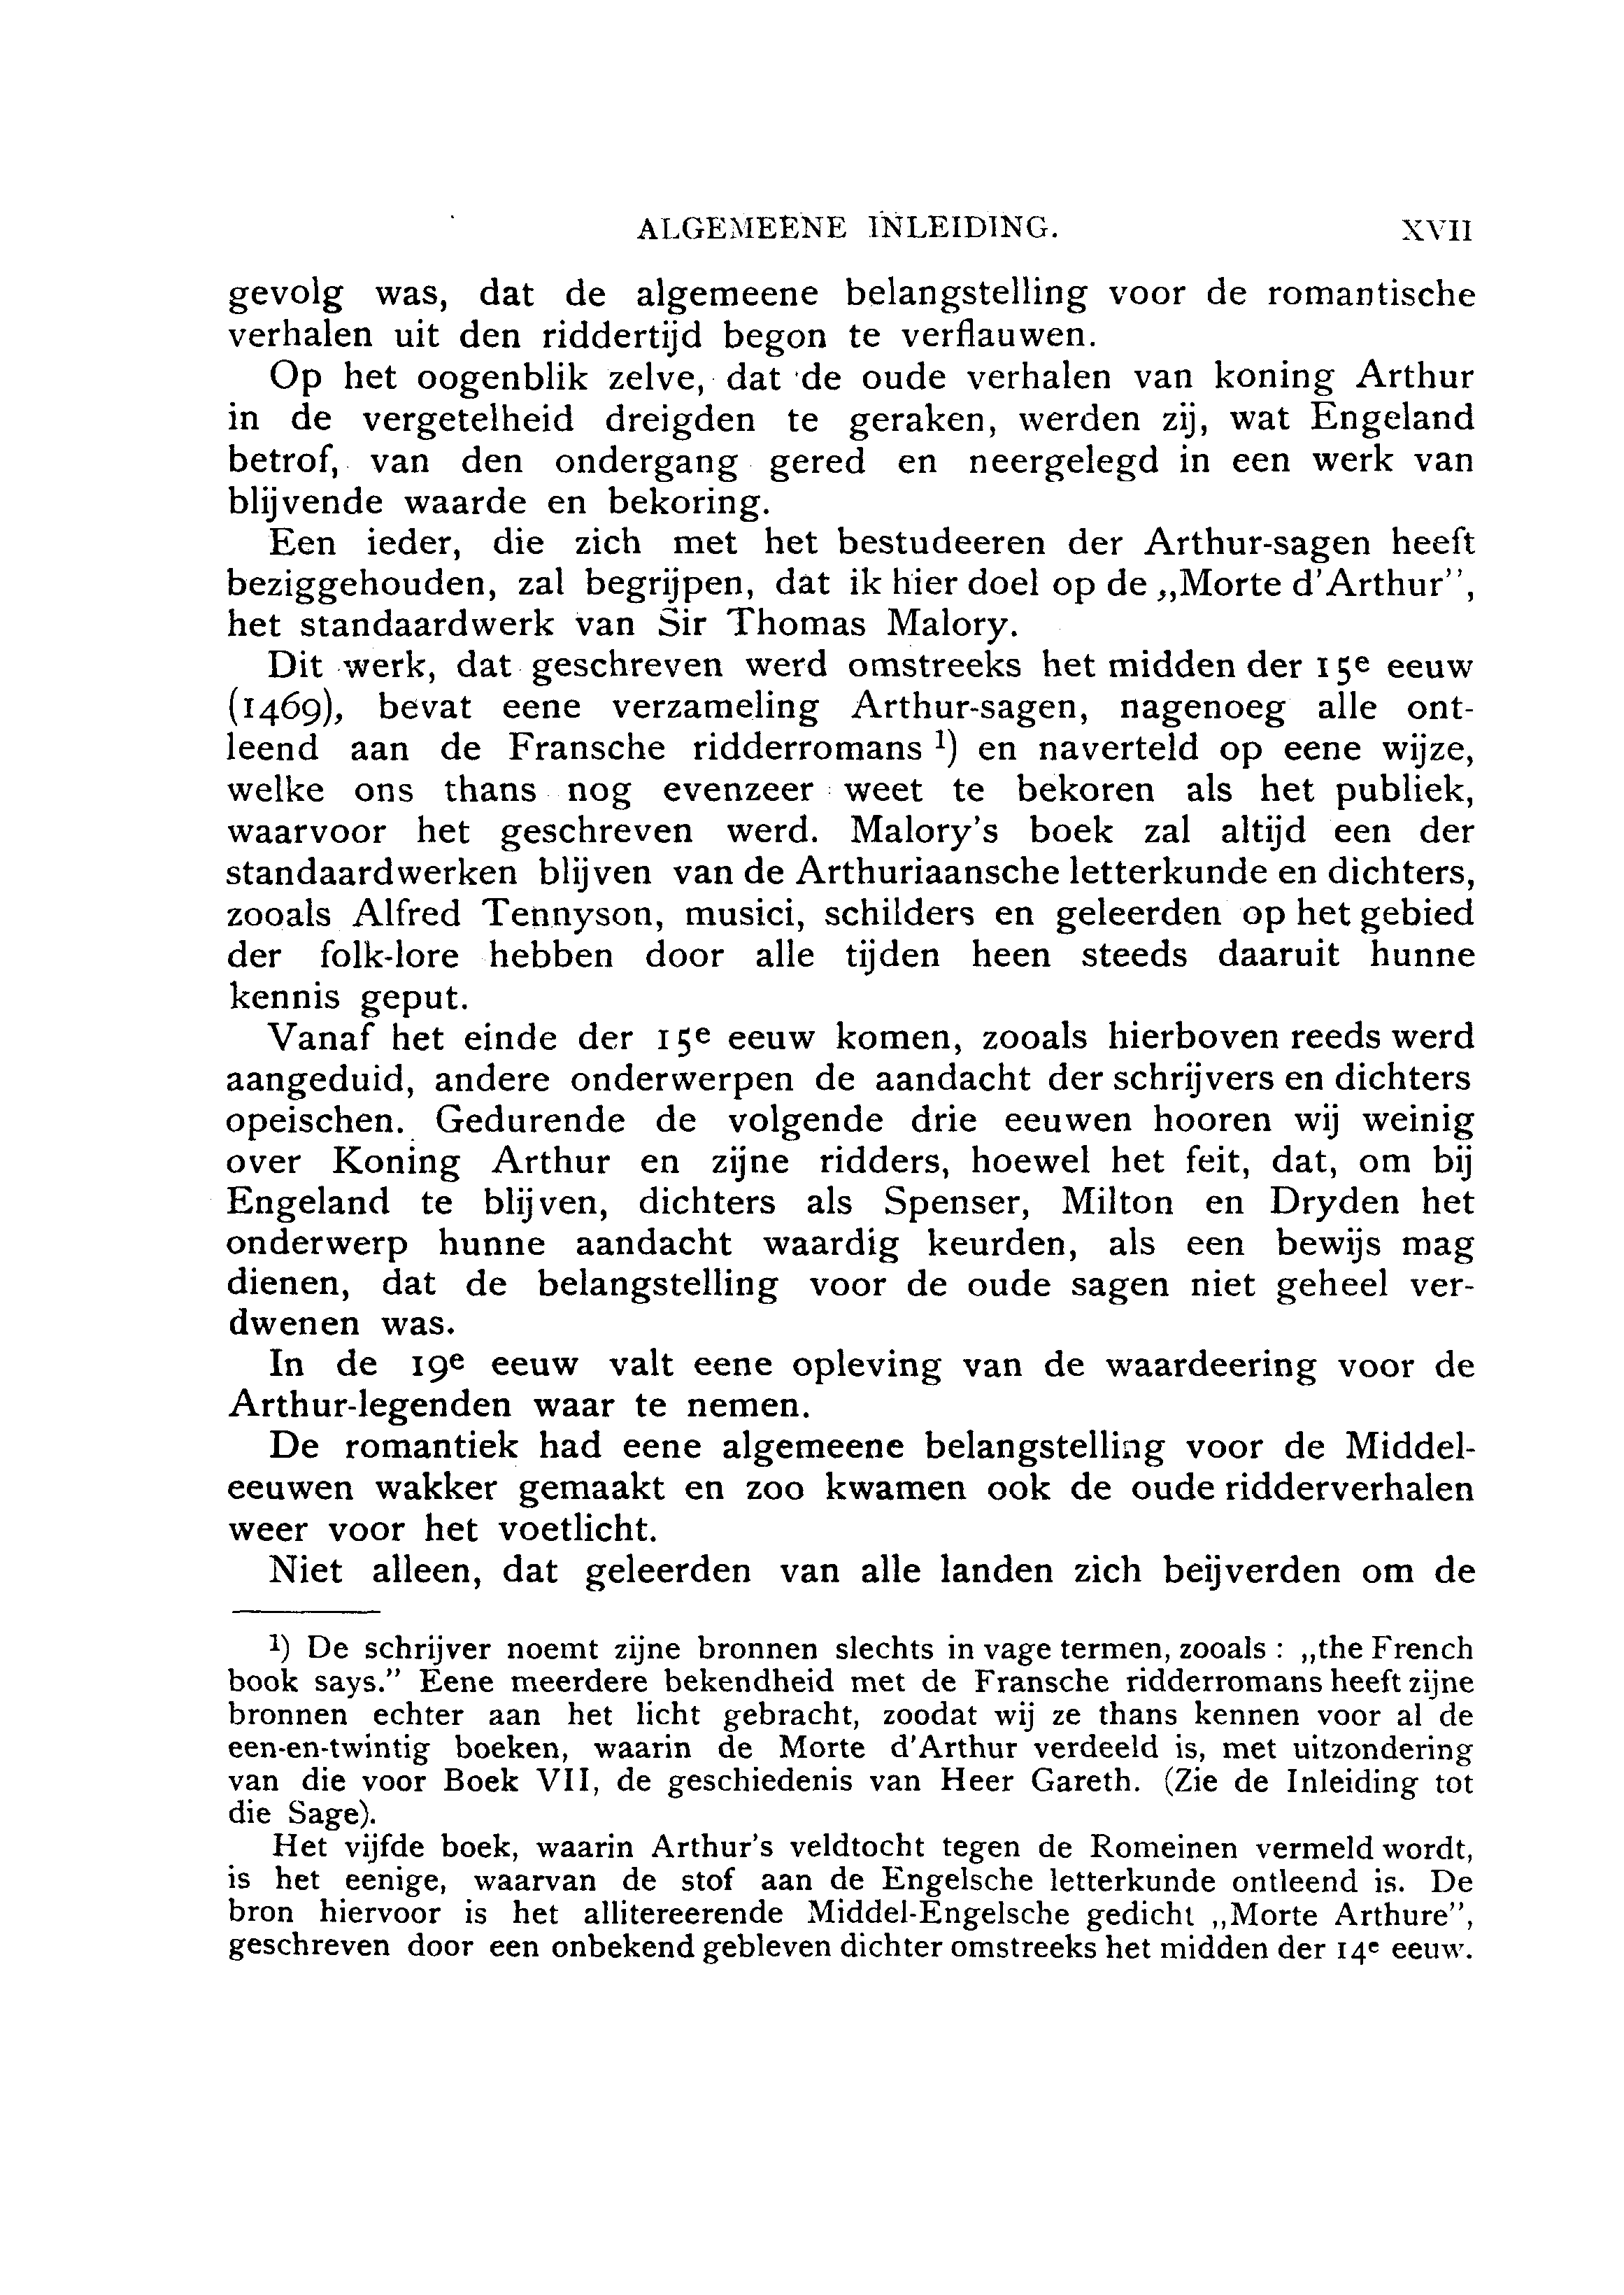 ALGEMEENE INLEIDING. XVII
gevolg was, dat de algemeene belangstelling voor de romantische
verhalen uit den riddertijd begon te verflauwen.
Op het oogenblik zelve, dat de oude verhalen van koning Arthur
in de vergetelheid dreigden te geraken, werden zij, wat Engeland
betrof, van den ondergang gered en neergelegd in een werk van
blijvende waarde en bekoring.
Een ieder, die zich met het bestudeeren der Arthur-sagen heeft
beziggehouden, zal begrijpen, dat ik hier doel op de „Morte d'Arthur”,
het standaardwerk van Sir Thomas Malory.
Dit werk, dat geschreven werd omstreeks het midden der 15e eeuw
(1469), bevat eene verzameling Arthur-sagen, nagenoeg alle ont-
leend aan de Fransche ridderromans ¹) en naverteld op eene wijze,
welke ons thans nog evenzeer weet te bekoren als het publiek,
waarvoor het geschreven werd. Malory's boek zal altijd een der
standaardwerken blijven van de Arthuriaansche letterkunde en dichters,
zooals Alfred Tennyson, musici, schilders en geleerden op het gebied
der folk-lore hebben door alle tijden heen steeds daaruit hunne
kennis geput.
Vanaf het einde der 15e eeuw komen, zooals hierboven reeds werd
aangeduid, andere onderwerpen de aandacht der schrijvers en dichters
opeischen. Gedurende de volgende drie eeuwen hooren wij weinig
over Koning Arthur en zijne ridders, hoewel het feit, dat, om bij
Engeland te blijven, dichters als Spenser, Milton en Dryden het
onderwerp hunne aandacht waardig keurden, als een bewijs mag
dienen, dat de belangstelling voor de oude sagen niet geheel ver-
dwenen was.
In de 19e eeuw valt eene opleving van de waardeering voor de
Arthur-legenden waar te nemen.
De romantiek had eene algemeene belangstelling voor de Middel-
eeuwen wakker gemaakt en zoo kwamen ook de oude ridderverhalen
weer voor het voetlicht.
Niet alleen, dat geleerden van alle landen zich beijverden om de
¹) De schrijver noemt zijne bronnen slechts in vage termen, zooals : „the French
book says.” Eene meerdere bekendheid met de Fransche ridderromans heeft zijne
bronnen echter aan het licht gebracht, zoodat wij ze thans kennen voor al de
een-en-twintig boeken, waarin de Morte d'Arthur verdeeld is, met uitzondering
van die voor Boek VII, de geschiedenis van Heer Gareth. (Zie de Inleiding tot
die Sage).
Het vijfde boek, waarin Arthur's veldtocht tegen de Romeinen vermeld wordt,
is het eenige, waarvan de stof aan de Engelsche letterkunde ontleend is. De
bron hiervoor is het allitereerende Middel-Engelsche gedicht „Morte Arthure”,
geschreven door een onbekend gebleven dichter omstreeks het midden der 14e eeuw.